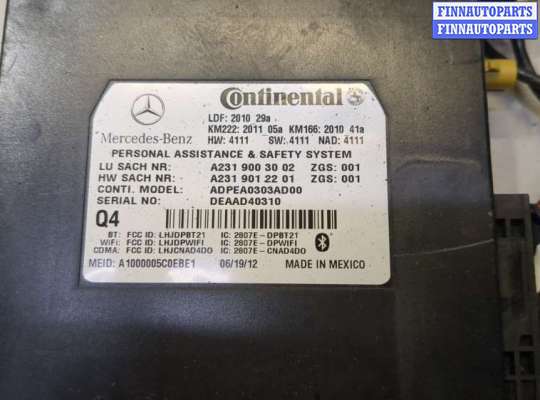 FINNAUTOPARTS
FINNAUTOPARTS
Continental
LDF: 2010 29a
KM222: 2011 05a KM166: 2010 41a
Mercedes-Benz HW: 4111 SW: 4111 NAD: 4111
PERSONAL ASSISTANCE & SAFETY SYSTEM
LU SACH NR: A231 900 30 02 ZGS: 001
HW SACH NR: A231 901 22 01 ZGS: 001
CONTI. MODEL: ADPEA0303AD00
SERIAL NO: DEAAD40310
Q4
BT: FCC ID: LHJDPBT21 IC: 2807E-DPBT21
WiFi: FCC ID: LHJDPWIFI IC: 2807E-DPWIFI
CDMA: FCC ID: LHJCNAD4DO IC: 2807E-CNAD4DO
MEID: A1000005C0EBE1 06/19/12 MADE IN MEXICO